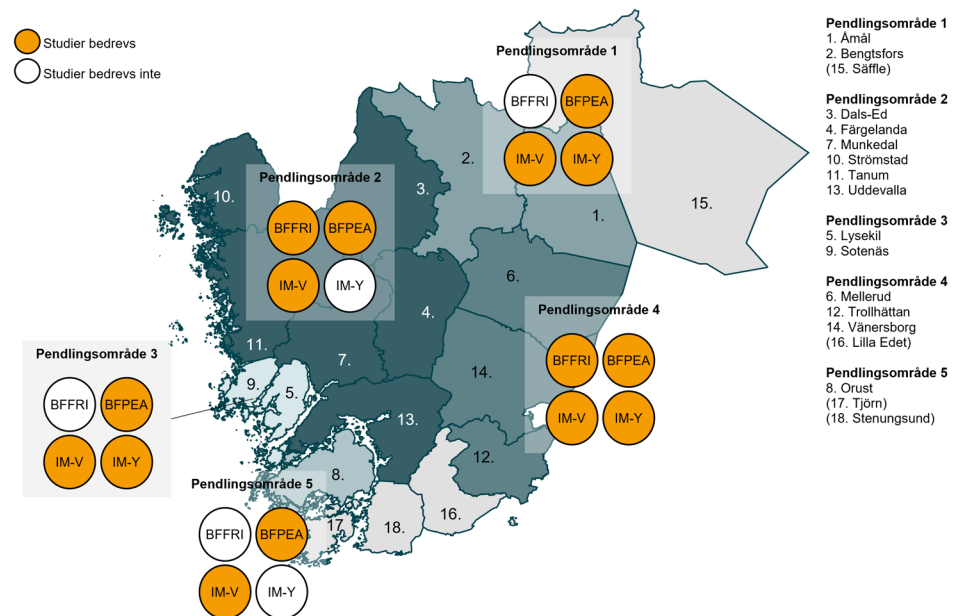 Studier bedrevs
Studier bedrevs inte
Pendlingsområde 1
BFFRI BFPEA
IM-V IM-Y
Pendlingsområde 2
BFFRI BFPEA
IM-V IM-Y
Pendlingsområde 3
BFFRI BFPEA
IM-V IM-Y
Pendlingsområde 4
BFFRI BFPEA
IM-V IM-Y
Pendlingsområde 5
BFFRI BFPEA
IM-V IM-Y
10.
3.
2.
1.
15.
6.
4.
11.
7.
14.
9.
5.
13.
12.
8.
17
18.
16.
Pendlingsområde 1
1. Åmål
2. Bengtsfors
(15. Säffle)
Pendlingsområde 2
3. Dals-Ed
4. Färgelanda
7. Munkedal
10. Strömstad
11. Tanum
13. Uddevalla
Pendlingsområde 3
5. Lysekil
9. Sotenäs
Pendlingsområde 4
6. Mellerud
12. Trollhättan
14. Vänersborg
(16. Lilla Edet)
Pendlingsområde 5
8. Orust
(17. Tjörn)
(18. Stenungsund)